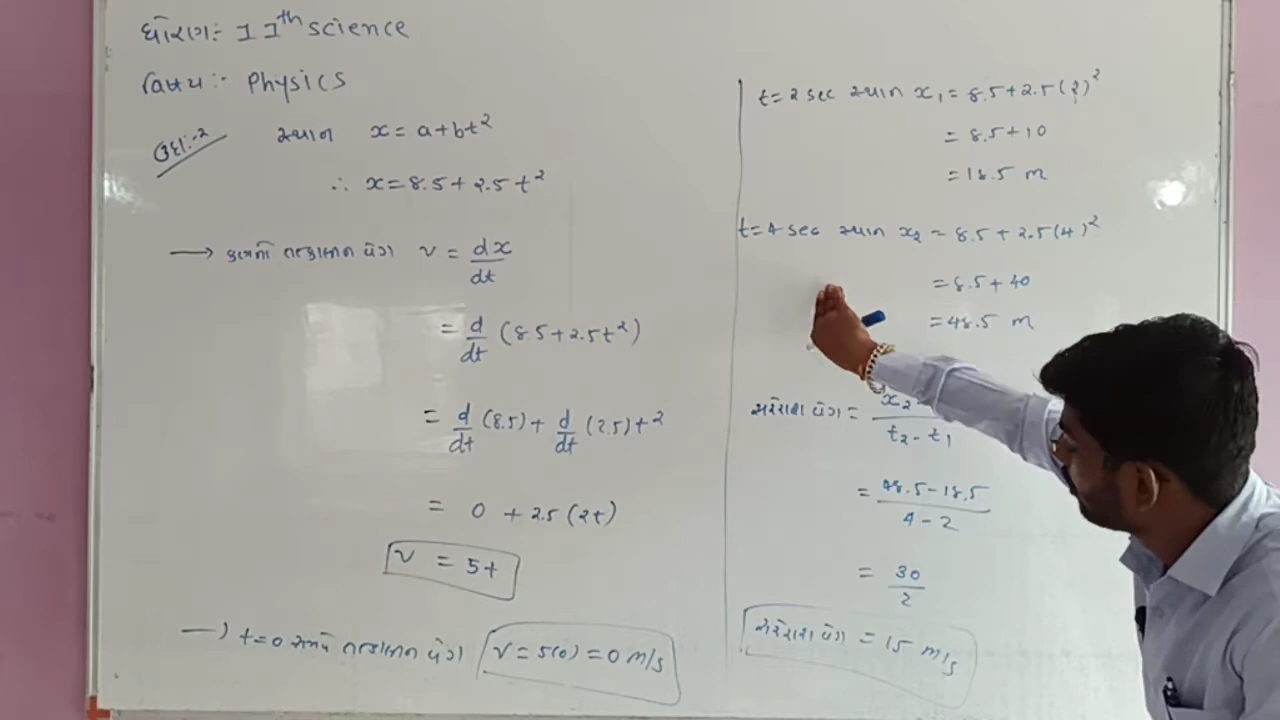 ધોરણ:- 11th science
વિષય:- Physics
ઉદા:-2
સ્થાન x = a + bt²
∴ x = 8.5 + 2.5 t²
→ તત્કાલિન વેગ v = dx/dt
= d/dt (8.5 + 2.5t²)
= d/dt (8.5) + d/dt (2.5) t²
= 0 + 2.5 (2t)
v = 5t
→ t = 0 સમયે તત્કાલિન વેગ v = 5(0) = 0 m/s
t = 2 sec સ્થાન x₁ = 8.5 + 2.5(2)²
= 8.5 + 10
= 18.5 m
t = 4 sec સ્થાન x₂ = 8.5 + 2.5(4)²
= 8.5 + 40
= 48.5 m
સરેરાશ વેગ = x₂ / t₂ - t₁
= 48.5 - 18.5 / 4 - 2
= 30/2
સરેરાશ વેગ = 15 m/s